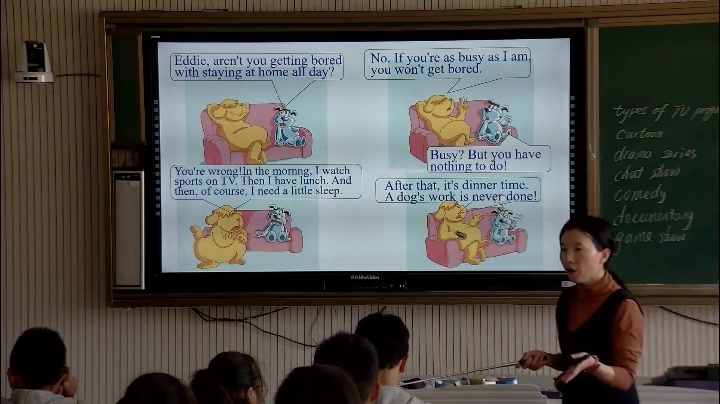 Eddie, aren't you getting bored
with staying at home all day?
No. If you're as busy as I am,
you won't get bored.
Busy? But you have
nothing to do!
You're wrong!In the mornng, I watch
sports on TV. Then I have lunch. And
then, of course, I need a little sleep.
After that, it's dinner time.
A dog's work is never done!
HiteVision
types of TV
Cartoon
drama series
chat show
comedy
documentary
game show